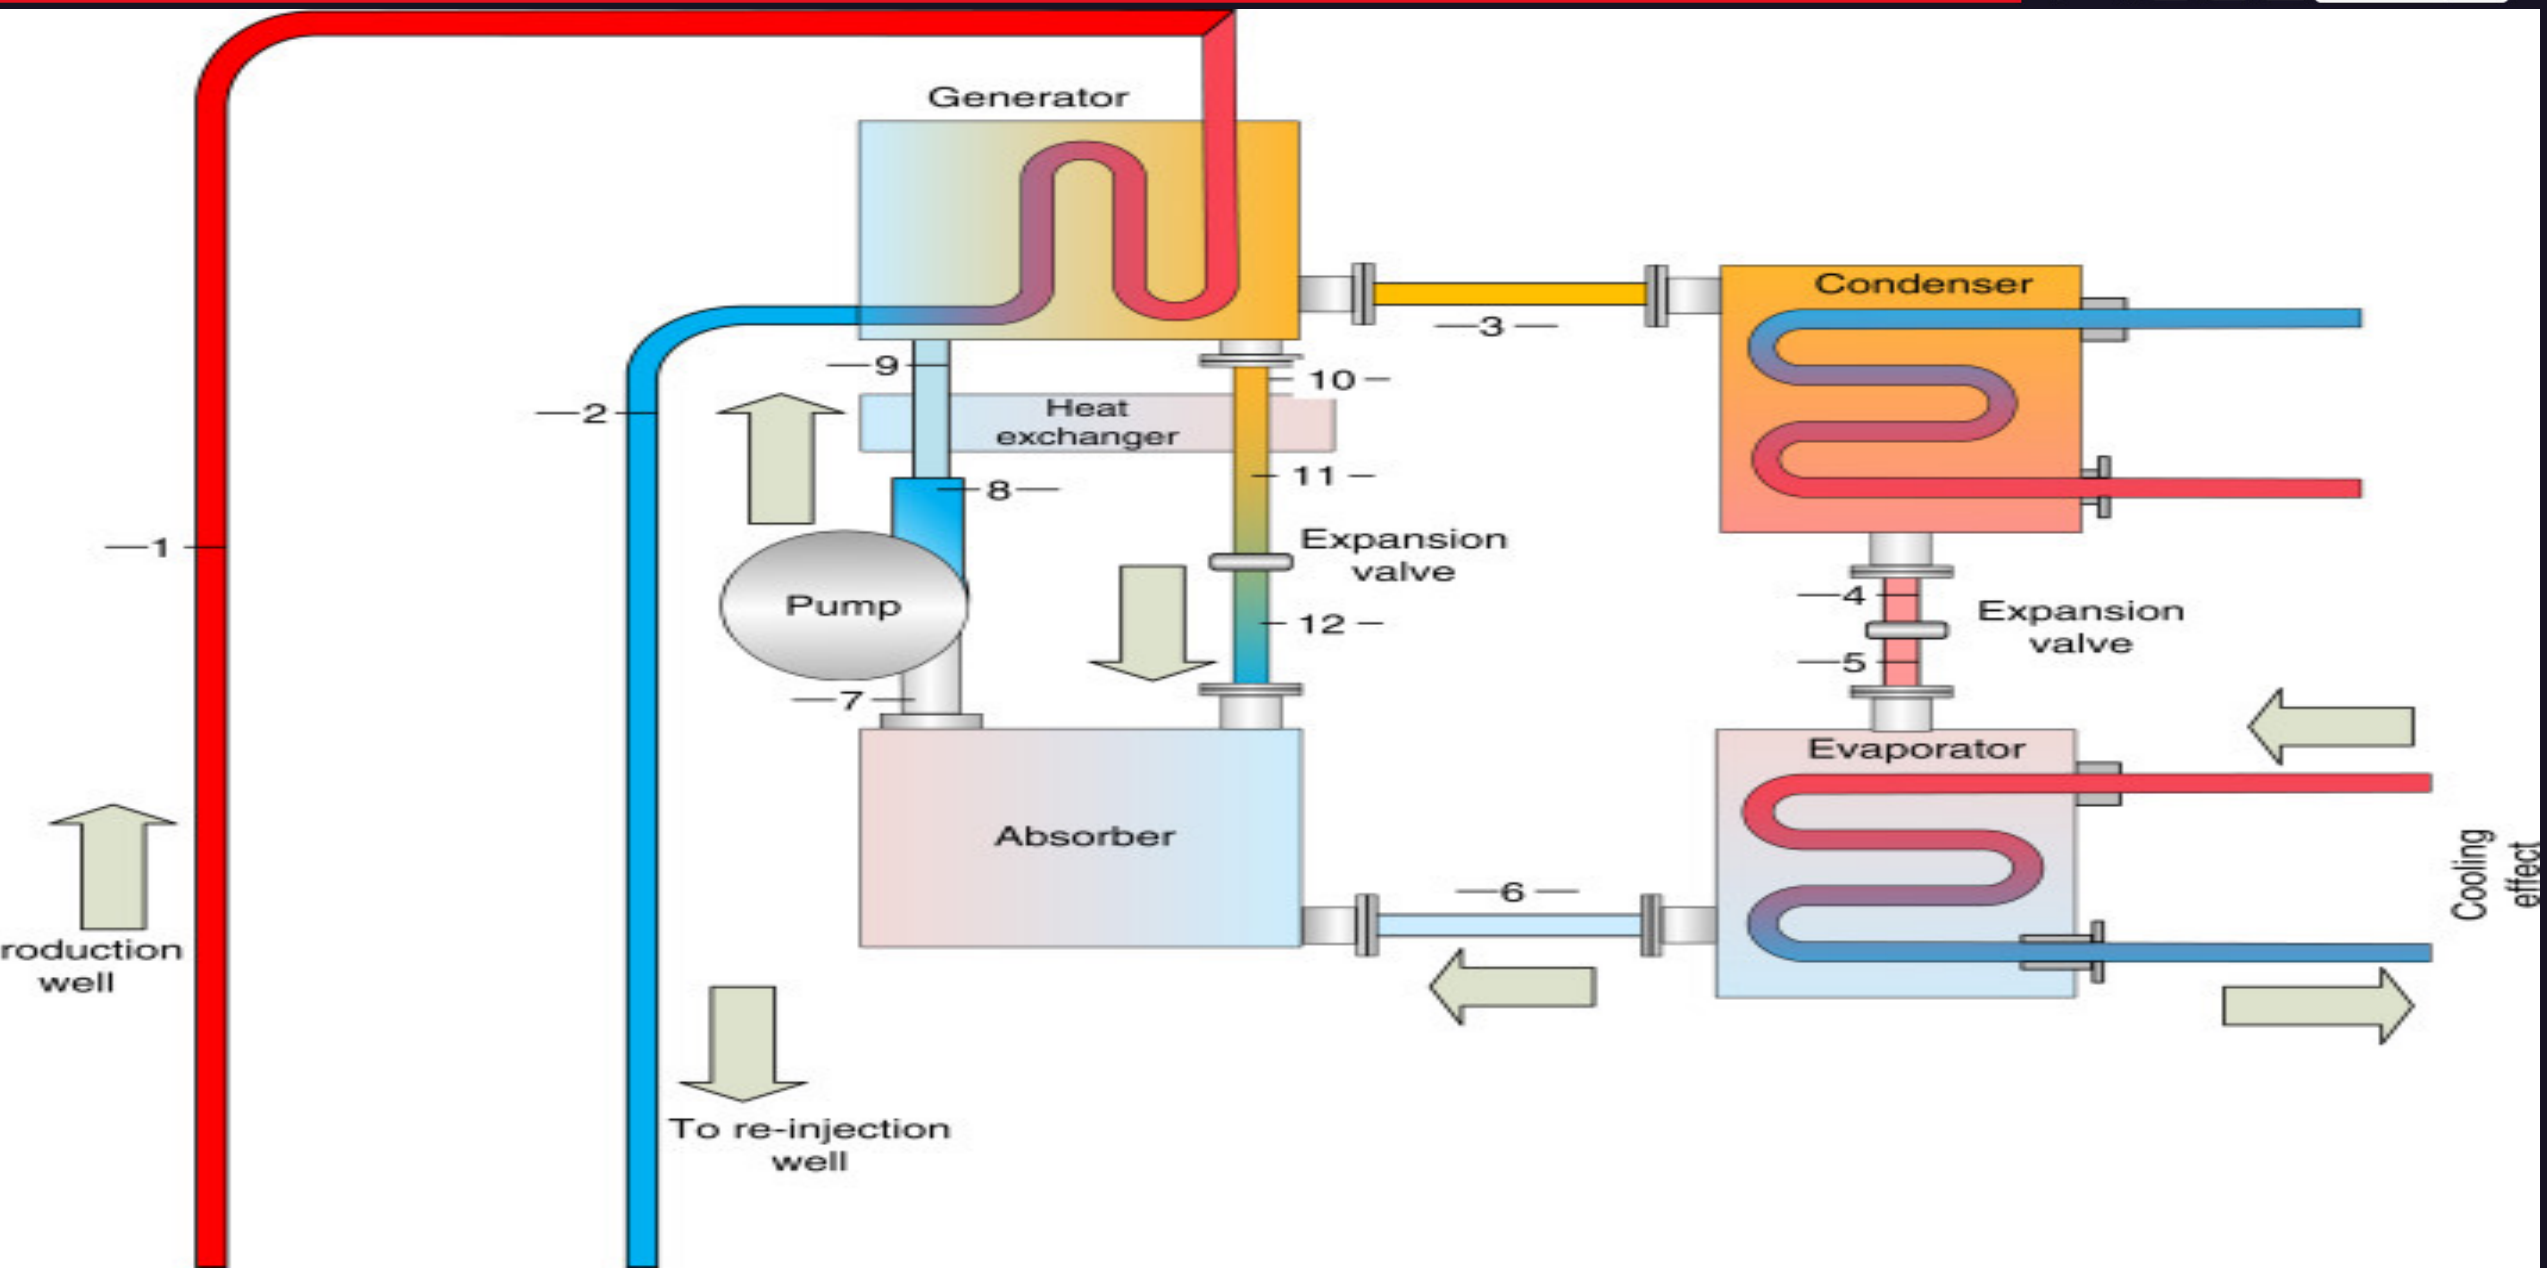 Generator
Condenser
3
9
10
Heat
exchanger
2
8
11
Expansion
valve
1
Pump
4
Expansion
valve
12
5
7
Evaporator
Absorber
Cooling
effect
6
roduction
well
To re-injection
well